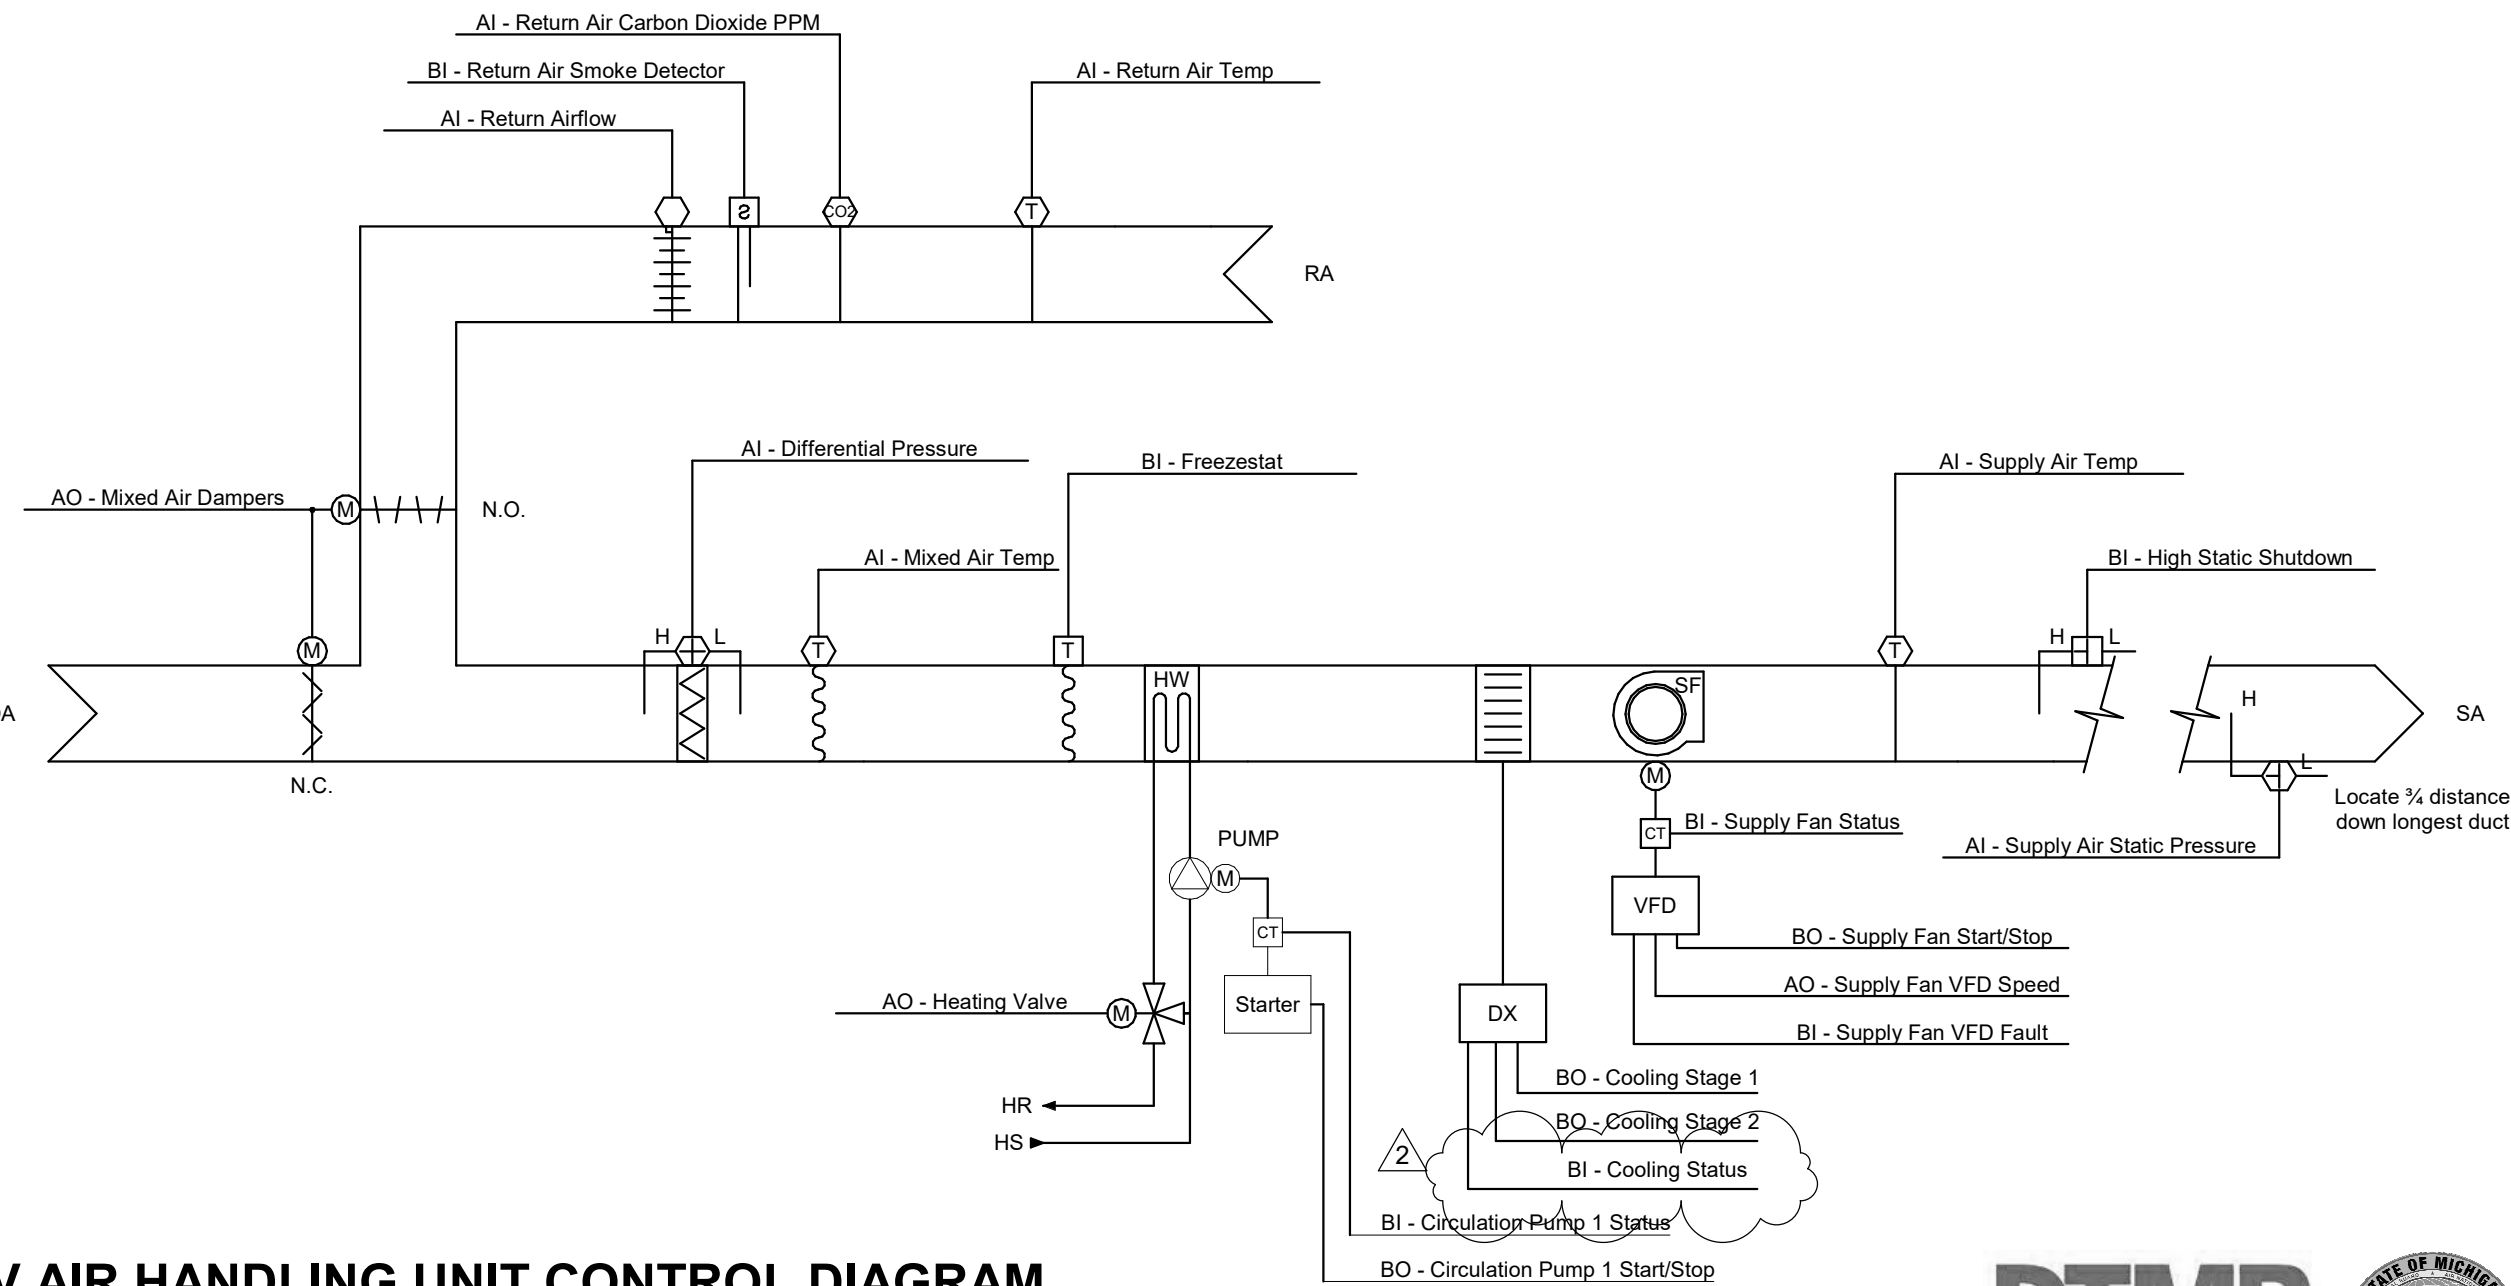 AI - Return Air Carbon Dioxide PPM
BI - Return Air Smoke Detector
AI - Return Air Temp
AI - Return Airflow
S
CO2
T
RA
AI - Differential Pressure
BI - Freezestat
AI - Supply Air Temp
AO - Mixed Air Dampers
M
N.O.
AI - Mixed Air Temp
BI - High Static Shutdown
M
H
L
T
T
T
H
L
HW
SF
H
SA
OA
N.C.
M
L
Locate ¾ distance
down longest duct
CT
BI - Supply Fan Status
PUMP
AI - Supply Air Static Pressure
M
VFD
CT
BO - Supply Fan Start/Stop
AO - Supply Fan VFD Speed
AO - Heating Valve
M
Starter
DX
BI - Supply Fan VFD Fault
BO - Cooling Stage 1
HR
BO - Cooling Stage 2
HS
2
BI - Cooling Status
BI - Circulation Pump 1 Status
BO - Circulation Pump 1 Start/Stop
V AIR HANDLING UNIT CONTROL DIAGRAM
DTMB
STATE OF MICHIGA